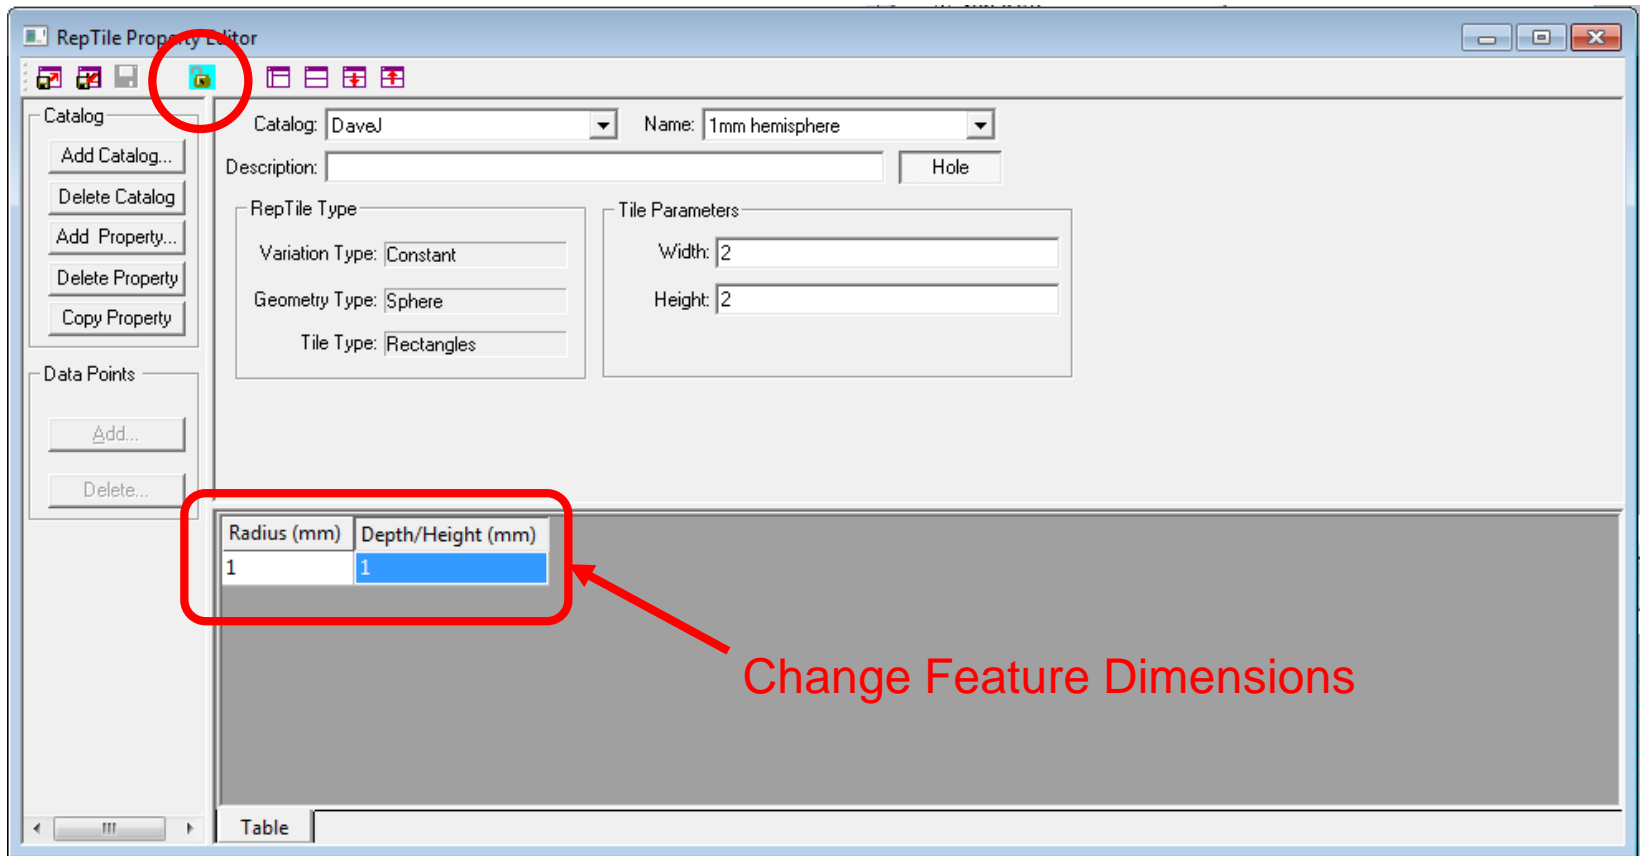 RepTile Property Editor
Catalog
Add Catalog...
Delete Catalog
Add Property...
Delete Property
Copy Property
Data Points
Add...
Delete...
Catalog: DaveJ Name: 1mm hemisphere
Description: Hole
RepTile Type
Variation Type: Constant
Geometry Type: Sphere
Tile Type: Rectangles
Tile Parameters
Width: 2
Height: 2
Radius (mm) Depth/Height (mm)
1 1
Change Feature Dimensions
Table